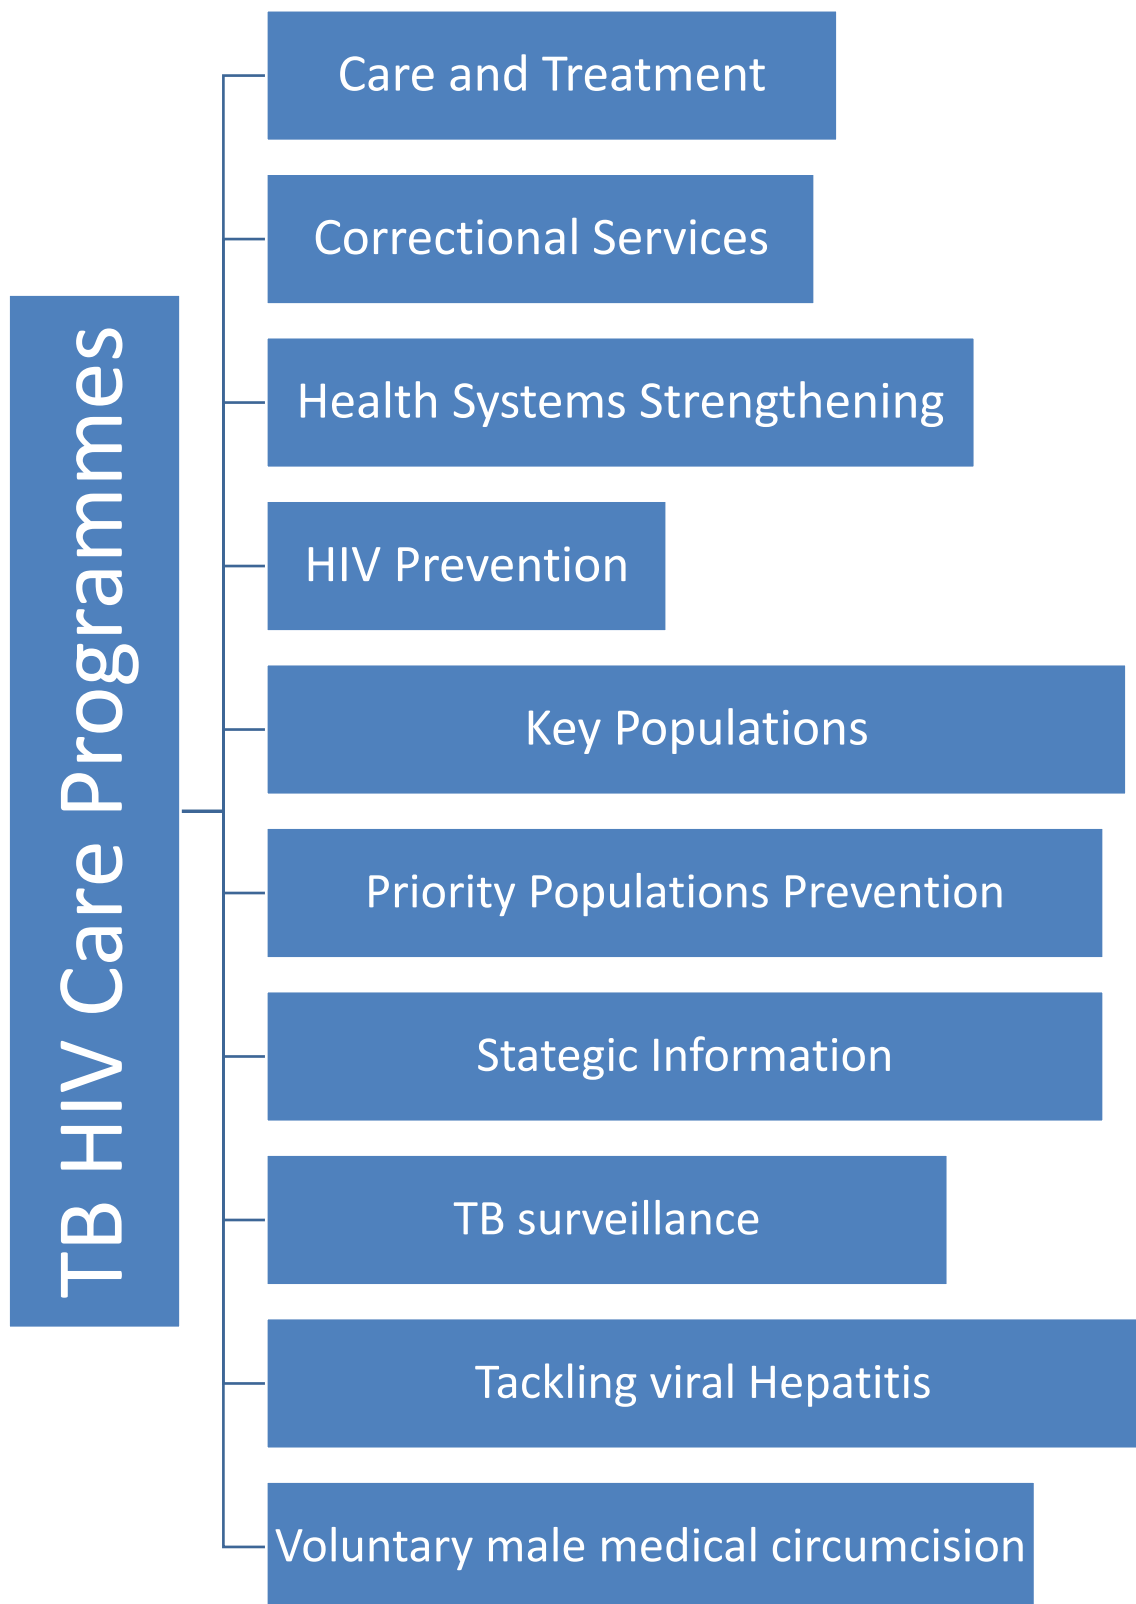 TB HIV Care Programmes
Care and Treatment
Correctional Services
Health Systems Strengthening
HIV Prevention
Key Populations
Priority Populations Prevention
Stategic Information
TB surveillance
Tackling viral Hepatitis
Voluntary male medical circumcision